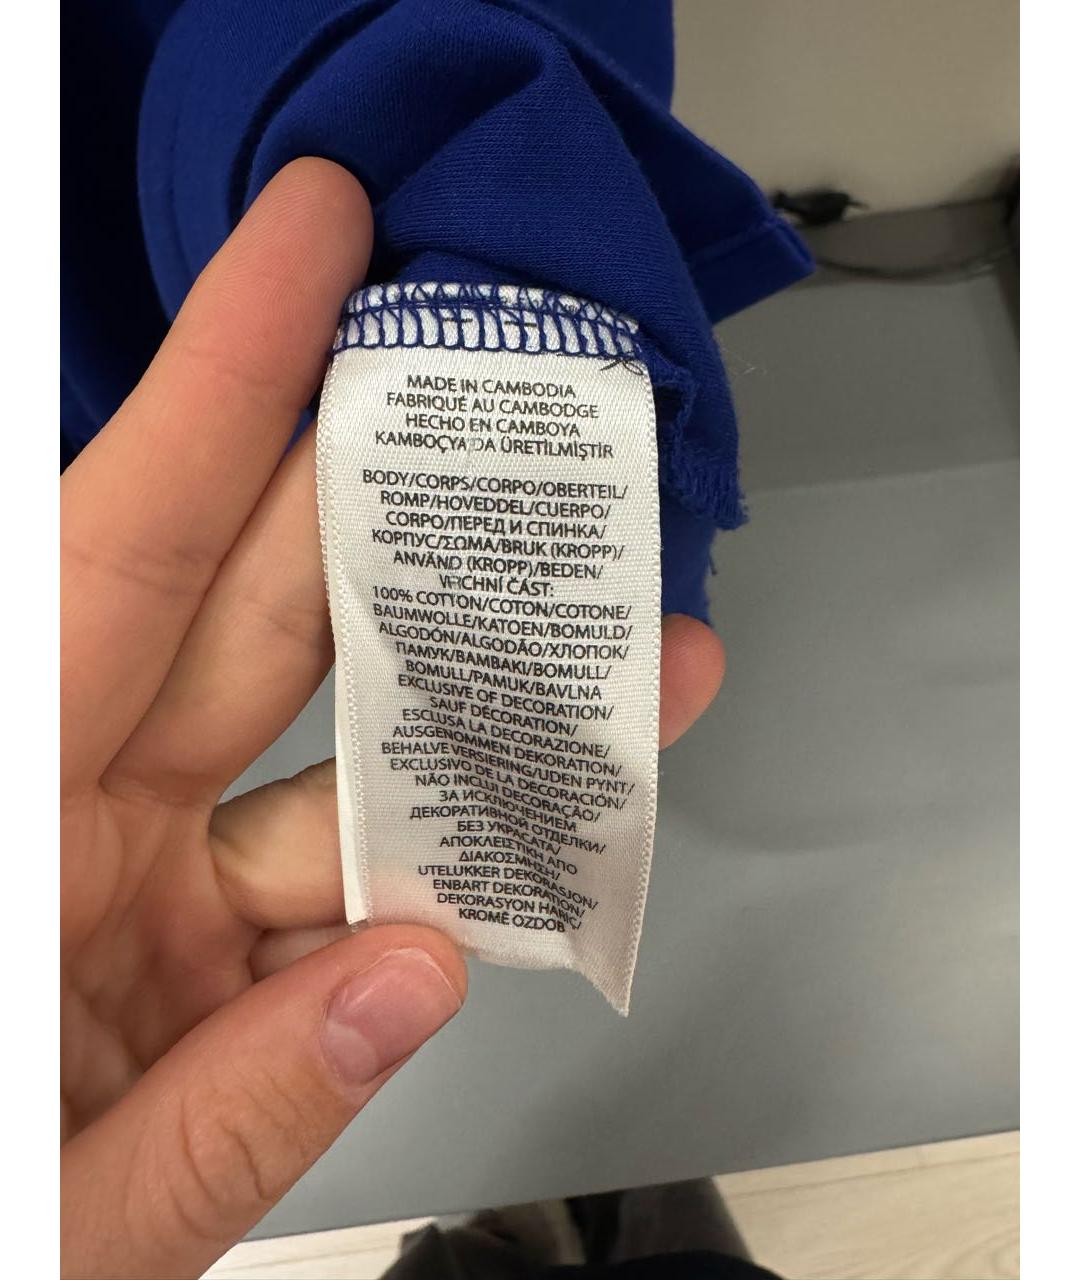 MADE IN CAMBODIA
FABRIQUÉ AU CAMBODGE
HECHO EN CAMBOYA
KAMBOÇYA'DA ÜRETİLMİŞTİR
BODY/CORPS/CORPO/OBERTEIL/
ROMP/HOVEDDEL/CUERPO/
CORPO/ПЕРЕД И СПИНКА/
КОРПУС/ΣΩΜΑ/BRUK (KROPP)/
ANVÄND (KROPP)/BEDEN/
VRCHNÍ ČÁST:
100% COTTON/COTON/COTONE/
BAUMWOLLE/KATOEN/BOMULD/
ALGODÓN/ALGODÃO/ХЛОПОК/
ПАМУК/ΒΑΜΒΑΚΙ/BOMULL/
BOMULL/PAMUK/BAVLNA
EXCLUSIVE OF DECORATION/
SAUF DÉCORATION/
ESCLUSA LA DECORAZIONE/
AUSGENOMMEN DEKORATION/
BEHALVE VERSIERING/UDEN PYNT/
EXCLUSIVO DE LA DECORACIÓN/
NÃO INCLUI DECORAÇÃO/
ЗА ИСКЛЮЧЕНИЕМ
ДЕКОРАТИВНОЙ ОТДЕЛКИ/
БЕЗ УКРАСАТА/
ΑΠΟΚΛΕΙΣΤΙΚΗ ΑΠΟ
ΔΙΑΚΟΣΜΗΣΗ/
UTELUKKER DEKORASJON/
ENBART DEKORATION/
DEKORASYON HARİÇ/
KROMĚ OZDOB